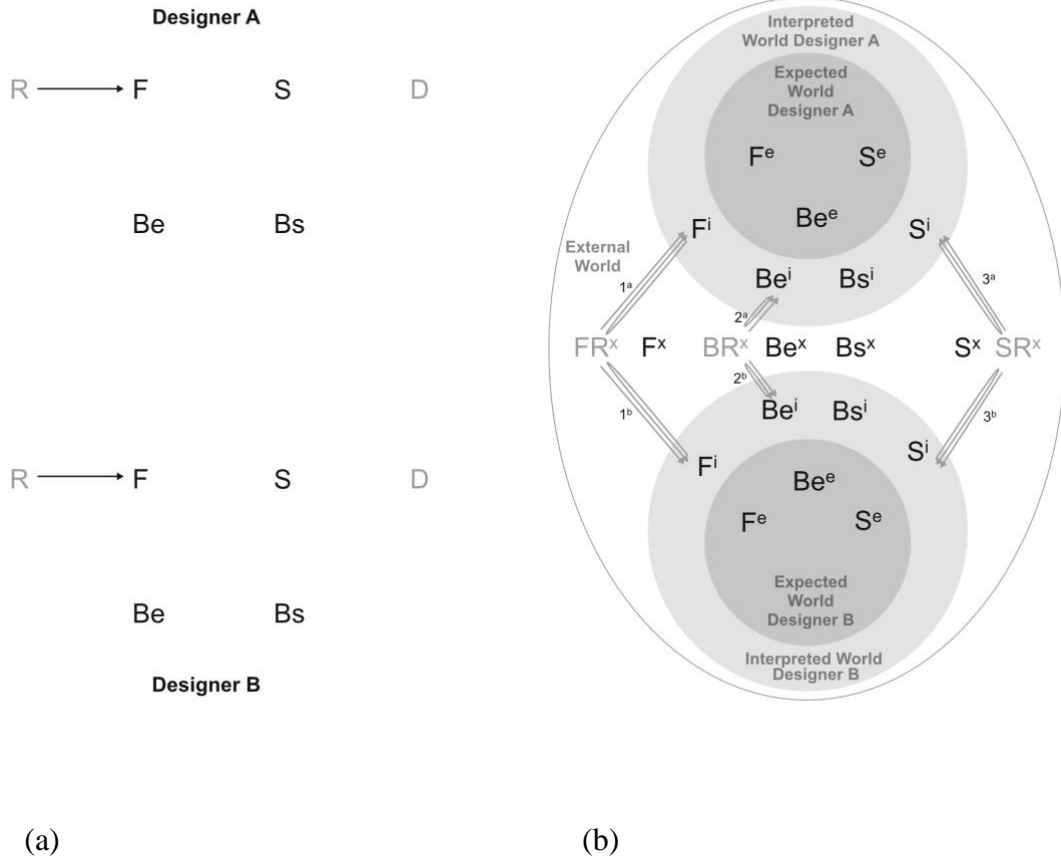 Designer A
R F S D
Be Bs
R F S D
Be Bs
Designer B
(a)
Interpreted
World Designer A
Expected
World
Designer A
Fᵉ Sᵉ
Beᵉ
Fⁱ Sⁱ
External
World
Beⁱ Bsⁱ
1ᵃ 3ᵃ
2ᵃ
FRˣ Fˣ BRˣ Beˣ Bsˣ Sˣ SRˣ
2ᵇ
1ᵇ 3ᵇ
Beⁱ Bsⁱ
Fⁱ Sⁱ
Beᵉ
Fᵉ Sᵉ
Expected
World
Designer B
Interpreted World
Designer B
(b)